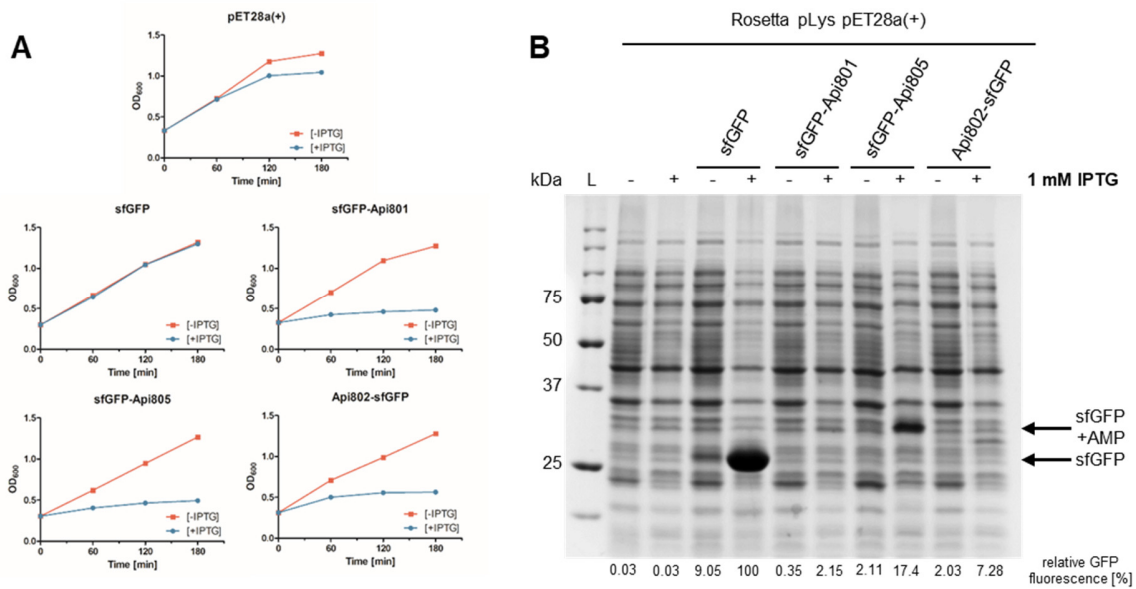 A
pET28a(+)
OD600
1.5
1.0
0.5
0.0
[-IPTG]
[+IPTG]
0 60 120 180
Time [min]
sfGFP
OD600
1.5
1.0
0.5
0.0
[-IPTG]
[+IPTG]
0 60 120 180
Time [min]
sfGFP-Api801
OD600
1.5
1.0
0.5
0.0
[-IPTG]
[+IPTG]
0 60 120 180
Time [min]
sfGFP-Api805
OD600
1.5
1.0
0.5
0.0
[-IPTG]
[+IPTG]
0 60 120 180
Time [min]
Api802-sfGFP
OD600
1.5
1.0
0.5
0.0
[-IPTG]
[+IPTG]
0 60 120 180
Time [min]
B
Rosetta pLys pET28a(+)
sfGFP
sfGFP-Api801
sfGFP-Api805
Api802-sfGFP
kDa L - + - + - + - + - + 1 mM IPTG
75
50
37
25
sfGFP
+AMP
sfGFP
0.03 0.03 9.05 100 0.35 2.15 2.11 17.4 2.03 7.28
relative GFP
fluorescence [%]